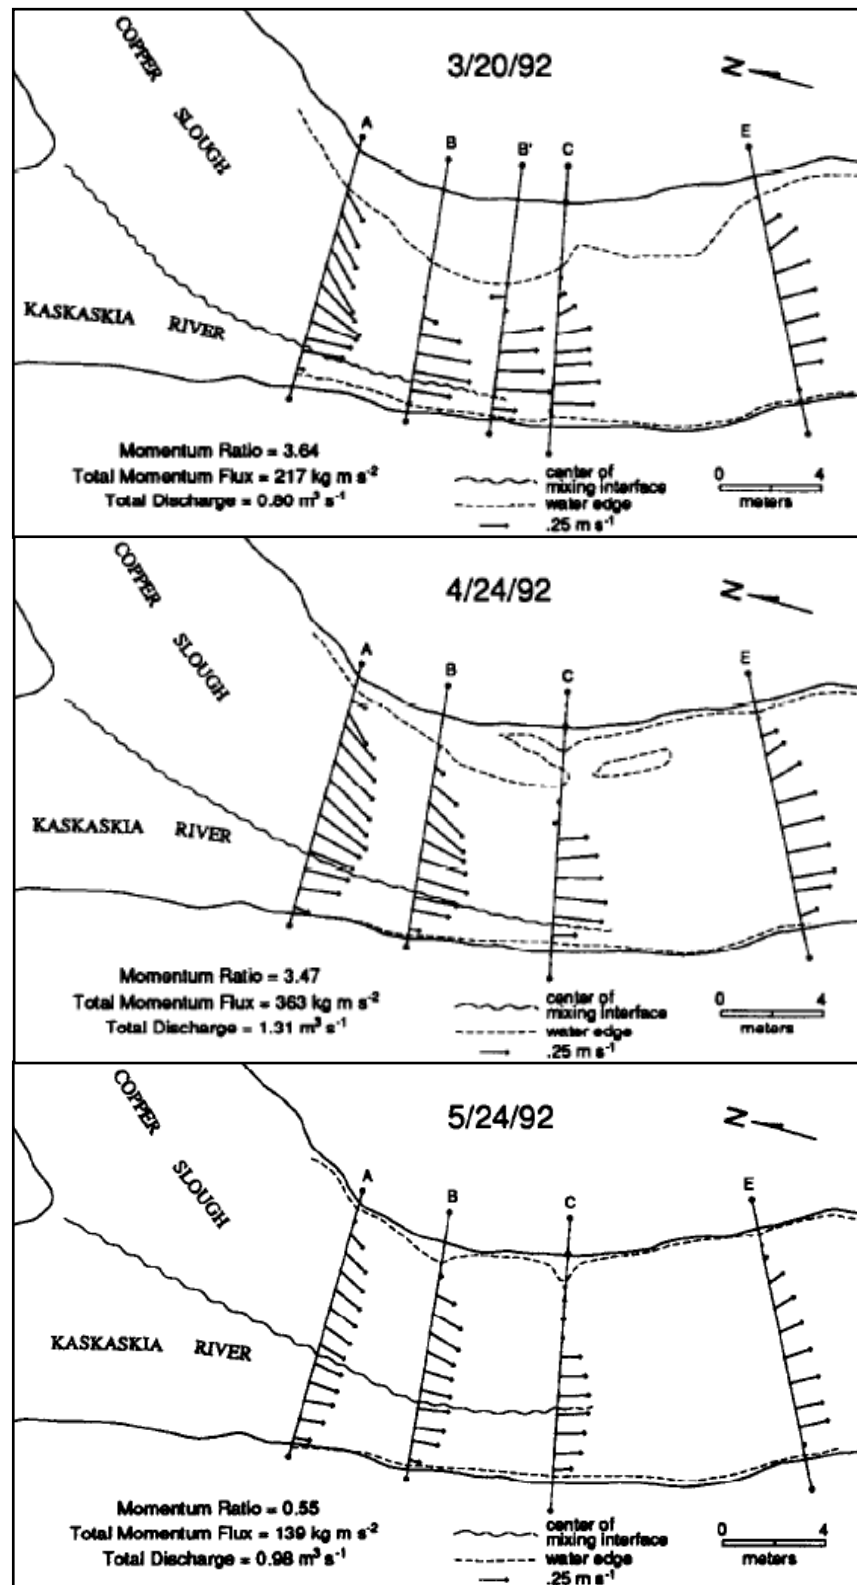 COPPER
SLOUGH
3/20/92
N
A
B
B'
C
E
KASKASKIA RIVER
Momentum Ratio = 3.64
Total Momentum Flux = 217 kg m s⁻²
Total Discharge = 0.80 m³ s⁻¹
center of
mixing interface
water edge
.25 m s⁻¹
0 4
meters
COPPER
SLOUGH
4/24/92
N
A
B
C
E
KASKASKIA RIVER
Momentum Ratio = 3.47
Total Momentum Flux = 363 kg m s⁻²
Total Discharge = 1.31 m³ s⁻¹
center of
mixing interface
water edge
.25 m s⁻¹
0 4
meters
COPPER
SLOUGH
5/24/92
N
A
B
C
E
KASKASKIA RIVER
Momentum Ratio = 0.55
Total Momentum Flux = 139 kg m s⁻²
Total Discharge = 0.98 m³ s⁻¹
center of
mixing interface
water edge
.25 m s⁻¹
0 4
meters